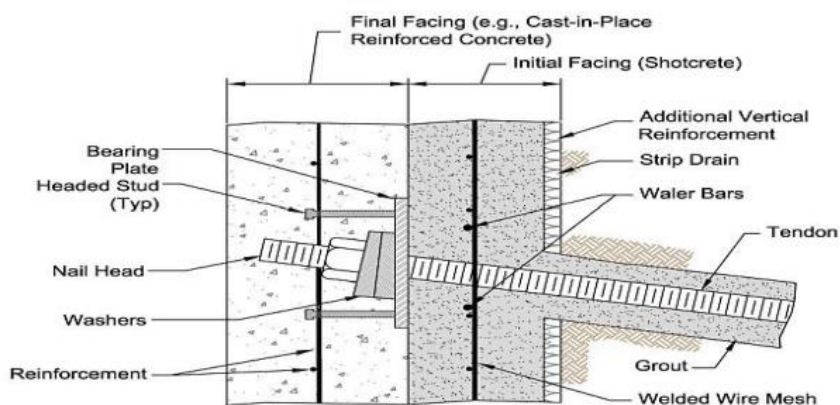 Final Facing (e.g., Cast-in-Place
Reinforced Concrete)
Initial Facing (Shotcrete)
Bearing
Plate
Headed Stud
(Typ)
Nail Head
Washers
Reinforcement
Additional Vertical
Reinforcement
Strip Drain
Waler Bars
Tendon
Grout
Welded Wire Mesh